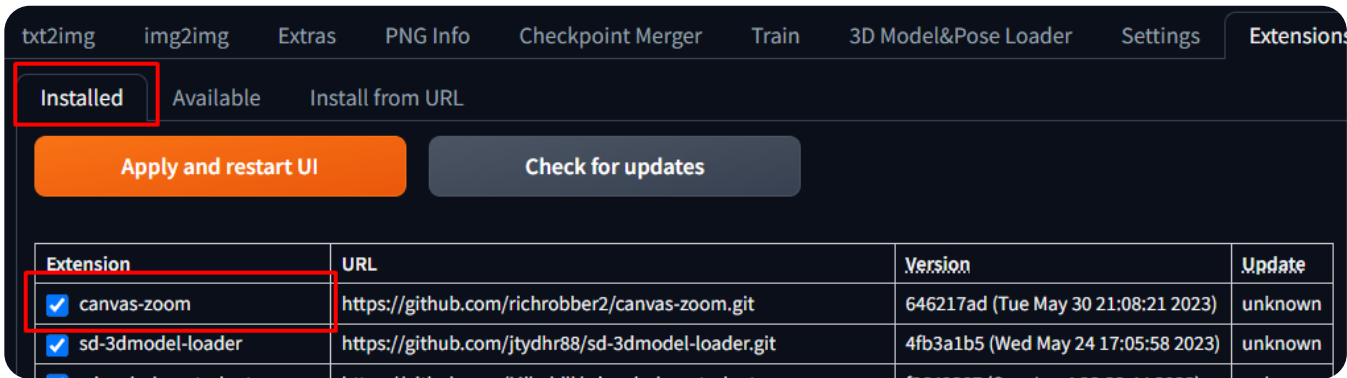 txt2img img2img Extras PNG Info Checkpoint Merger Train 3D Model&Pose Loader Settings Extensions
Installed Available Install from URL
Apply and restart UI Check for updates
Extension URL Version Update
canvas-zoom https://github.com/richrobber2/canvas-zoom.git 646217ad (Tue May 30 21:08:21 2023) unknown
sd-3dmodel-loader https://github.com/jtydhr88/sd-3dmodel-loader.git 4fb3a1b5 (Wed May 24 17:05:58 2023) unknown